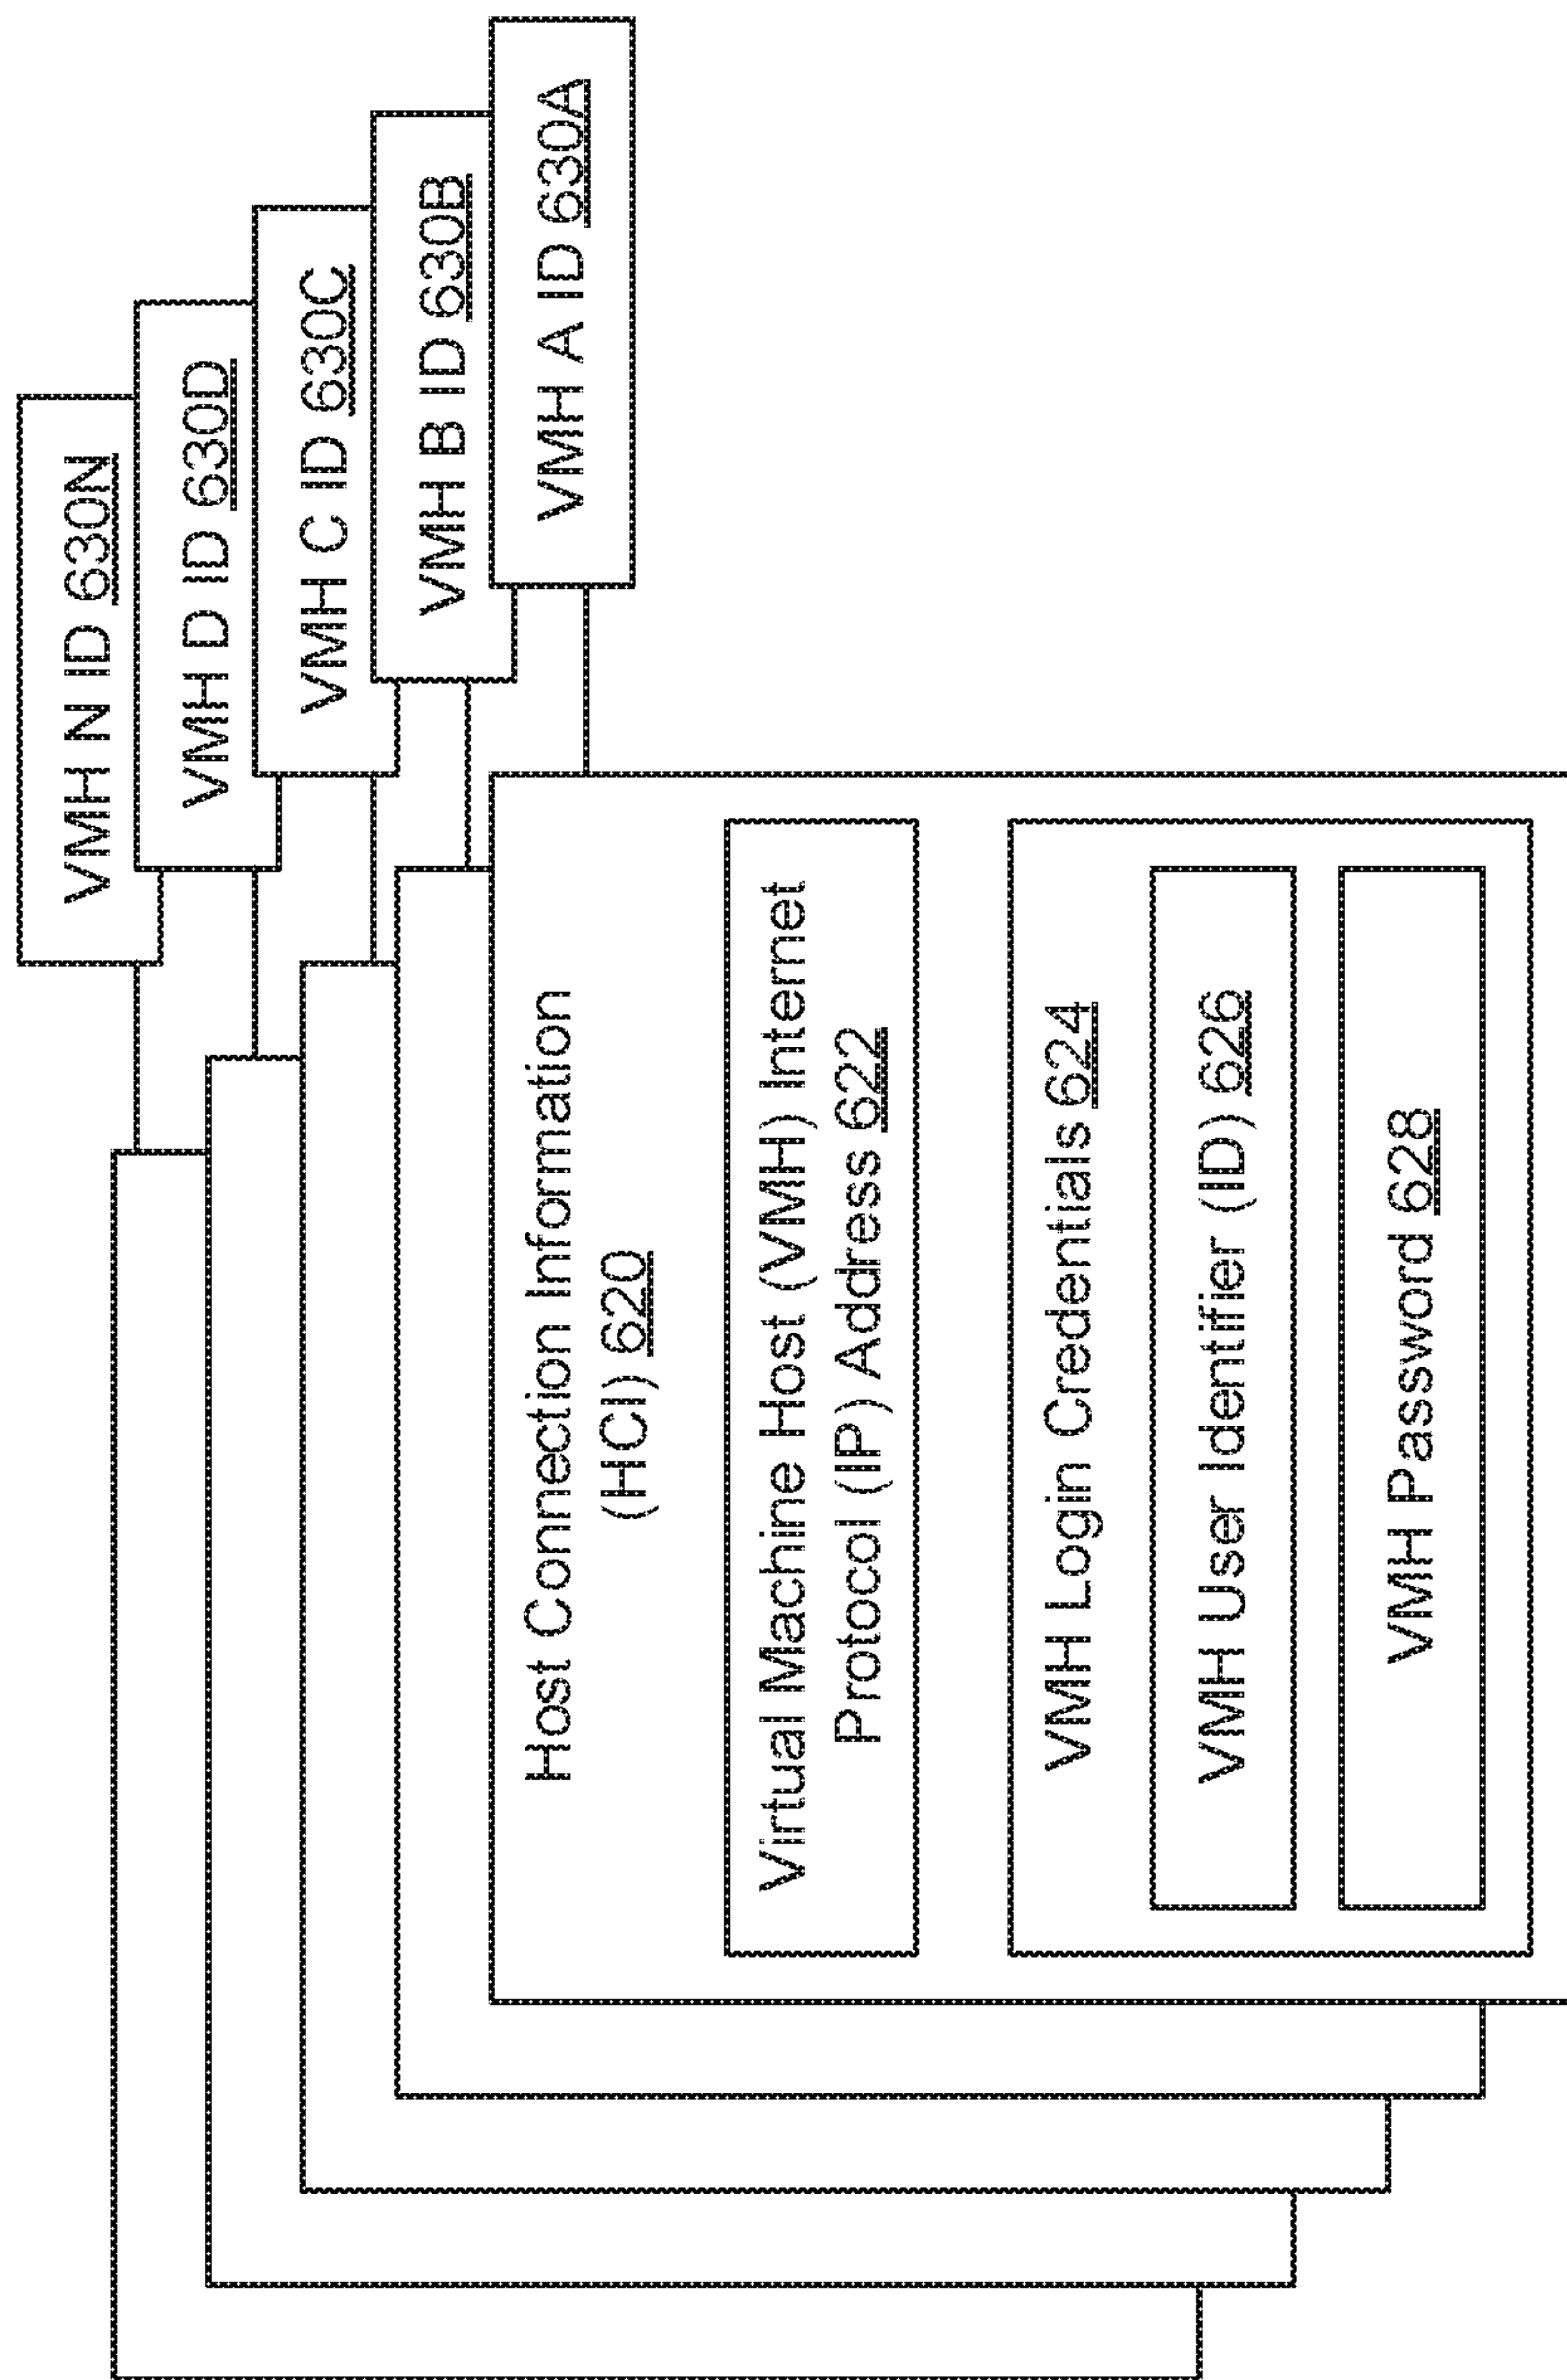 VMH N ID 630N
VMH D ID 630D
VMH C ID 630C
VMH B ID 630B
VMH A ID 630A
Host Connection Information
(HCI) 620
Virtual Machine Host (VMH) Internet
Protocol (IP) Address 622
VMH Login Credentials 624
VMH User Identifier (ID) 626
VMH Password 628